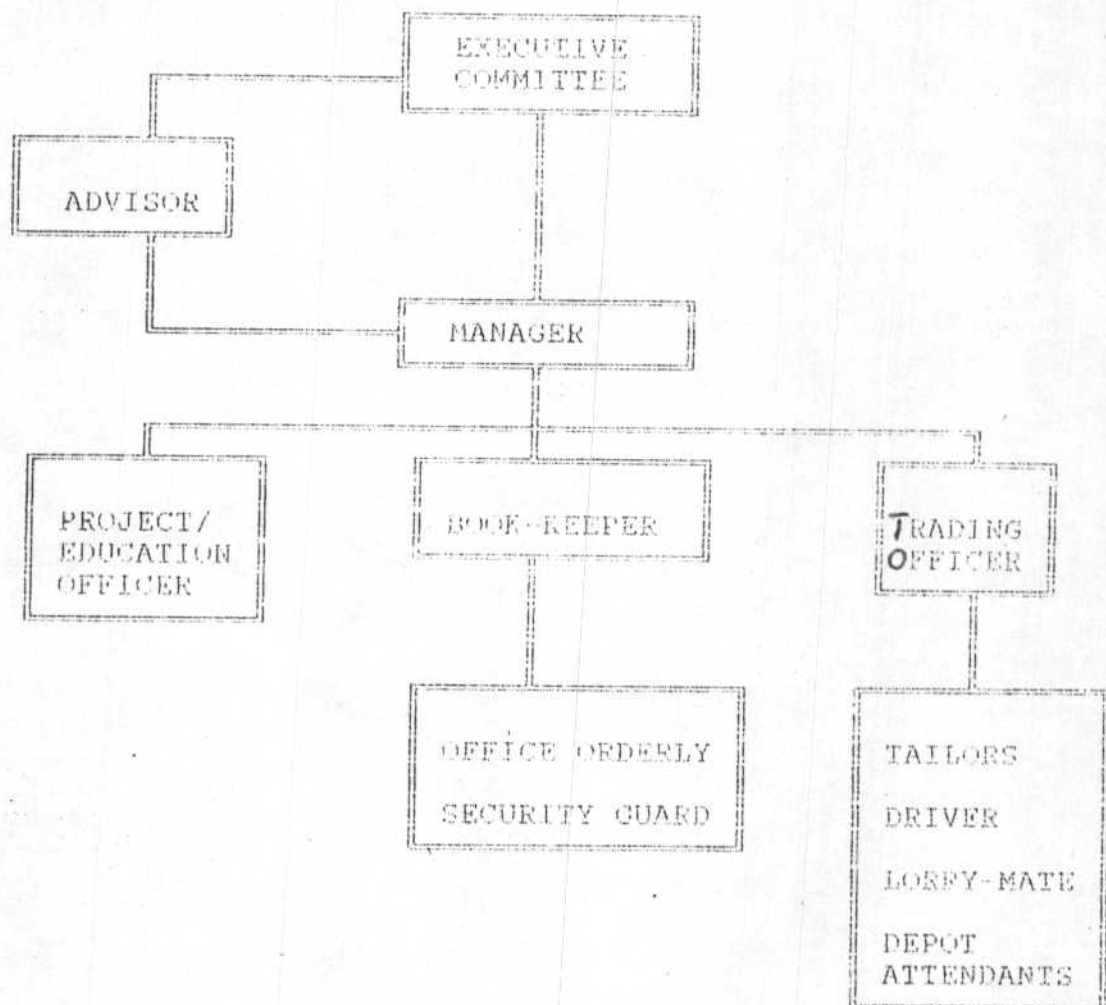 EXECUTIVE
COMMITTEE
ADVISOR
MANAGER
PROJECT/
EDUCATION
OFFICER
BOOK-KEEPER
TRADING
OFFICER
OFFICE ORDERLY
SECURITY GUARD
TAILORS
DRIVER
LORRY-MATE
DEPOT
ATTENDANTS